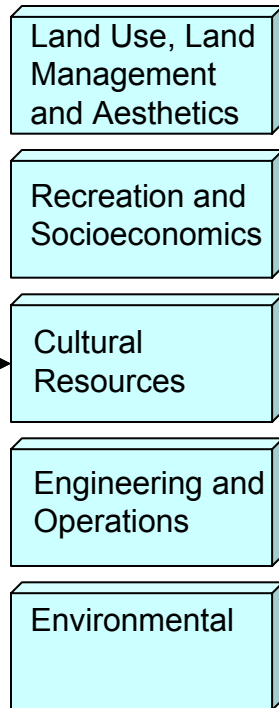 Land Use, Land
Management
and Aesthetics
Recreation and
Socioeconomics
Cultural
Resources
Engineering and
Operations
Environmental